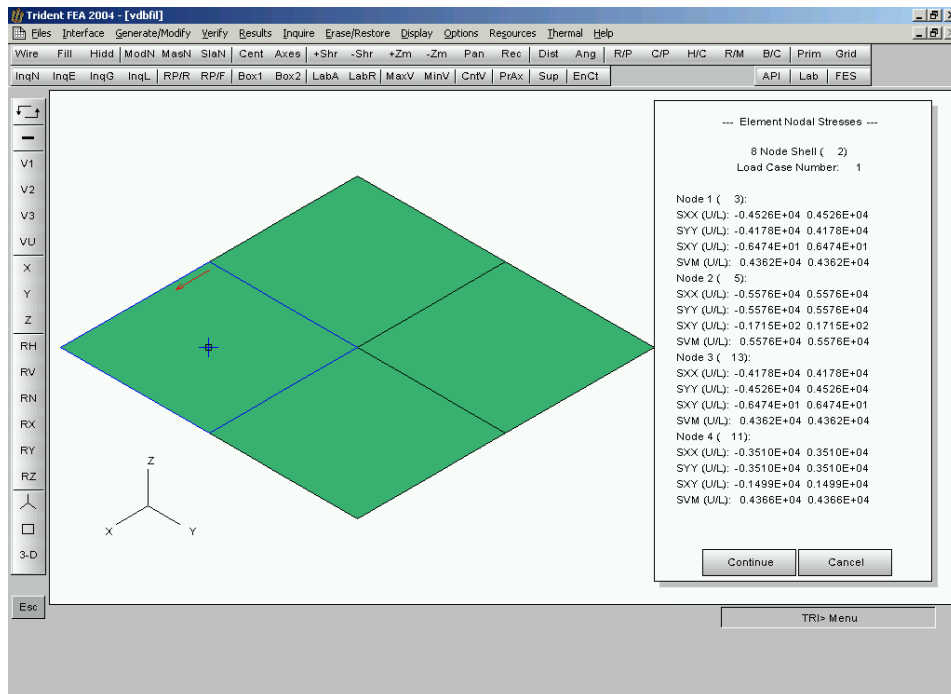 Trident FEA 2004 - [vdbfil]
Files Interface Generate/Modify Verify Results Inquire Erase/Restore Display Options Resources Thermal Help
Wire Fill Hidd ModN MasN SlaN Cent Axes +Shr -Shr +Zm -Zm Pan Rec Dist Ang R/P C/P H/C R/M B/C Prim Grid
InqN InqE InqG InqL RP/R RP/F Box1 Box2 LabA LabR MaxV MinV CntV PrAx Sup EnCt API Lab FES
V1
V2
V3
VU
X
Y
Z
RH
RV
RN
RX
RY
RZ
3-D
Esc
Z
X
Y
--- Element Nodal Stresses ---
8 Node Shell ( 2)
Load Case Number: 1
Node 1 ( 3):
SXX (U/L): -0.4526E+04 0.4526E+04
SYY (U/L): -0.4178E+04 0.4178E+04
SXY (U/L): -0.6474E+01 0.6474E+01
SVM (U/L): 0.4362E+04 0.4362E+04
Node 2 ( 5):
SXX (U/L): -0.5576E+04 0.5576E+04
SYY (U/L): -0.5576E+04 0.5576E+04
SXY (U/L): -0.1715E+02 0.1715E+02
SVM (U/L): 0.5576E+04 0.5576E+04
Node 3 ( 13):
SXX (U/L): -0.4178E+04 0.4178E+04
SYY (U/L): -0.4526E+04 0.4526E+04
SXY (U/L): -0.6474E+01 0.6474E+01
SVM (U/L): 0.4362E+04 0.4362E+04
Node 4 ( 11):
SXX (U/L): -0.3510E+04 0.3510E+04
SYY (U/L): -0.3510E+04 0.3510E+04
SXY (U/L): -0.1499E+04 0.1499E+04
SVM (U/L): 0.4366E+04 0.4366E+04
Continue Cancel
TRI> Menu